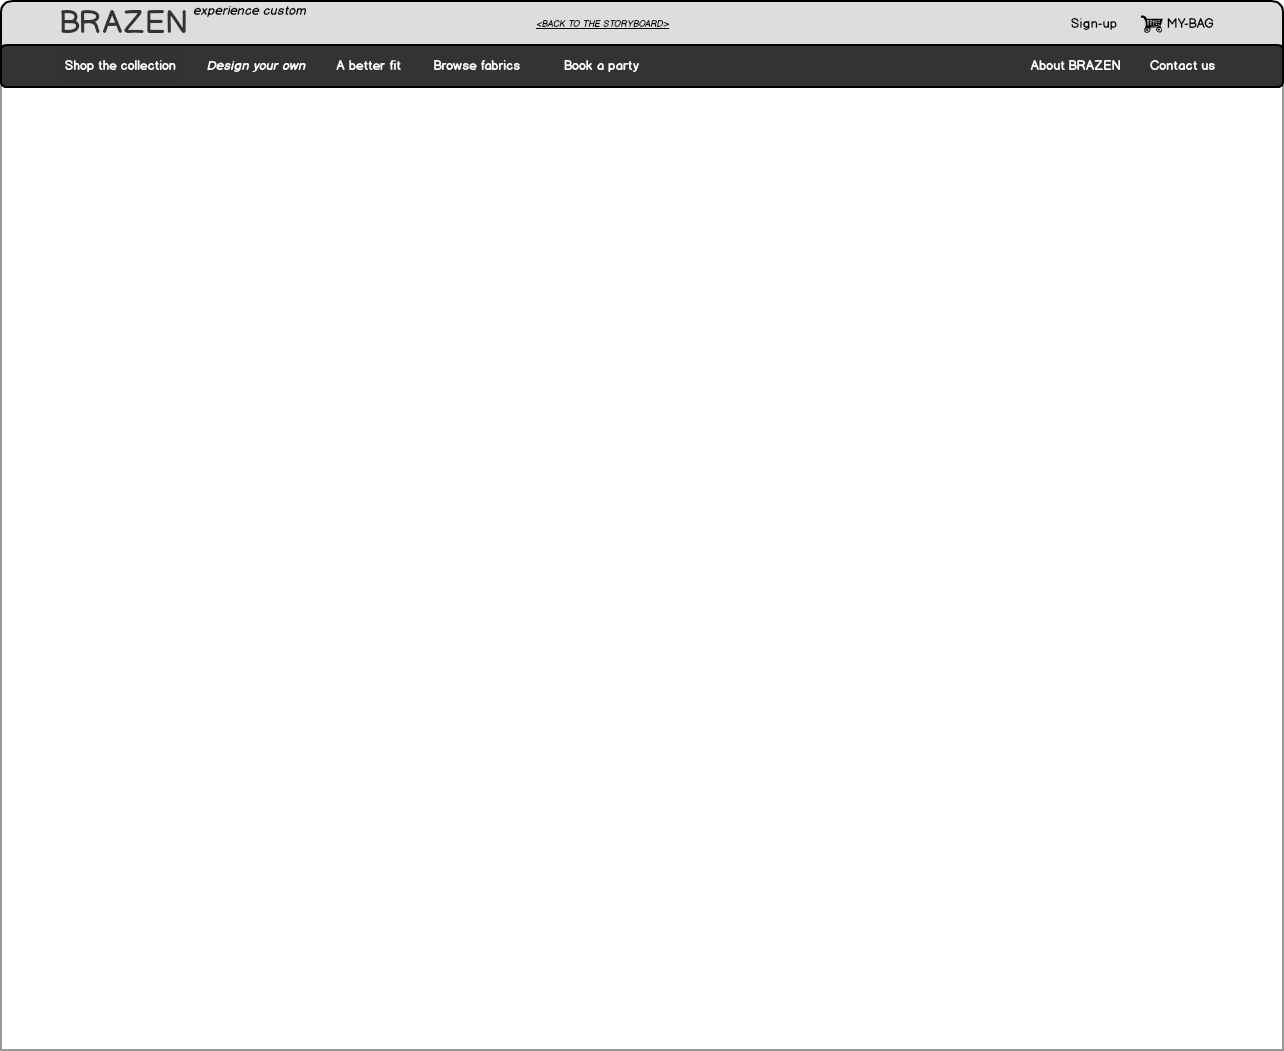 BRAZEN experience custom
<BACK TO THE STORYBOARD>
Sign-up MY-BAG
Shop the collection Design your own A better fit Browse fabrics Book a party About BRAZEN Contact us